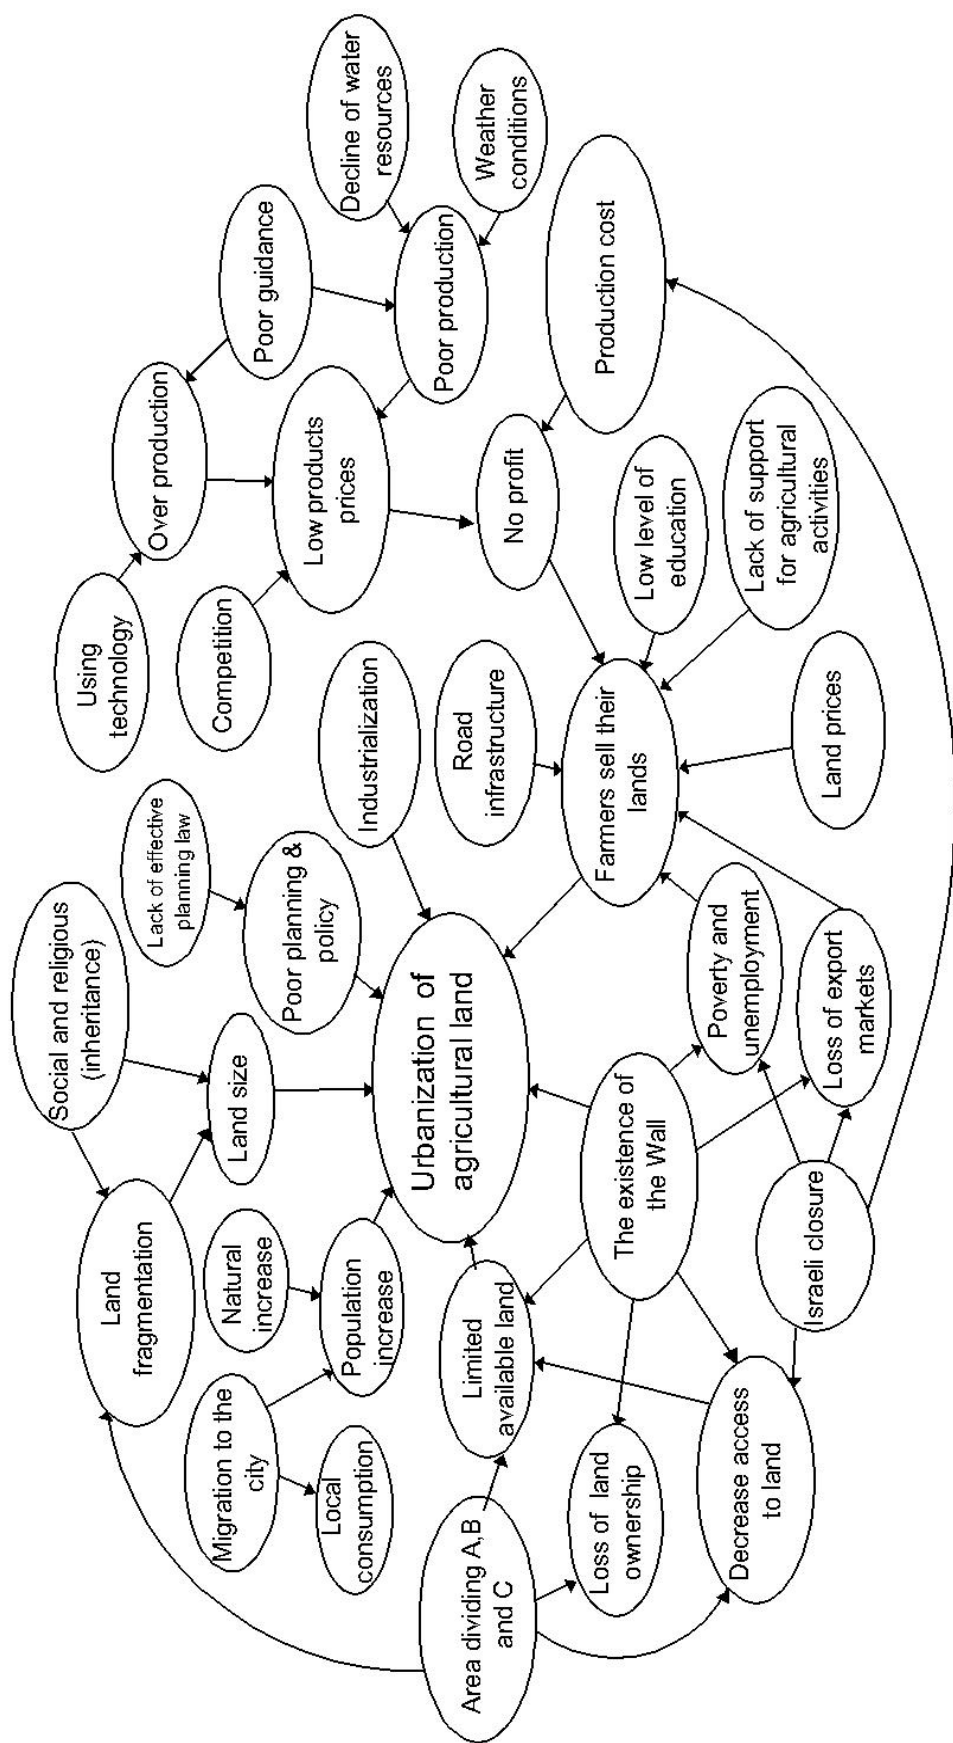 Social and religious
(inheritance)
Lack of effective
planning law
Using
technology
Over production
Poor guidance
Decline of water
resources
Land
fragmentation
Land size
Poor planning &
policy
Competition
Low products
prices
Poor production
Weather
conditions
Migration to the
city
Natural
increase
Industrialization
Local
consumption
Population
increase
Urbanization of
agricultural land
Road
infrastructure
No profit
Production cost
Area dividing A,B
and C
Limited
available land
The existence of
the Wall
Farmers sell their
lands
Low level of
education
Loss of land
ownership
Poverty and
unemployment
Lack of support
for agricultural
activities
Decrease access
to land
Israeli closure
Loss of export
markets
Land prices